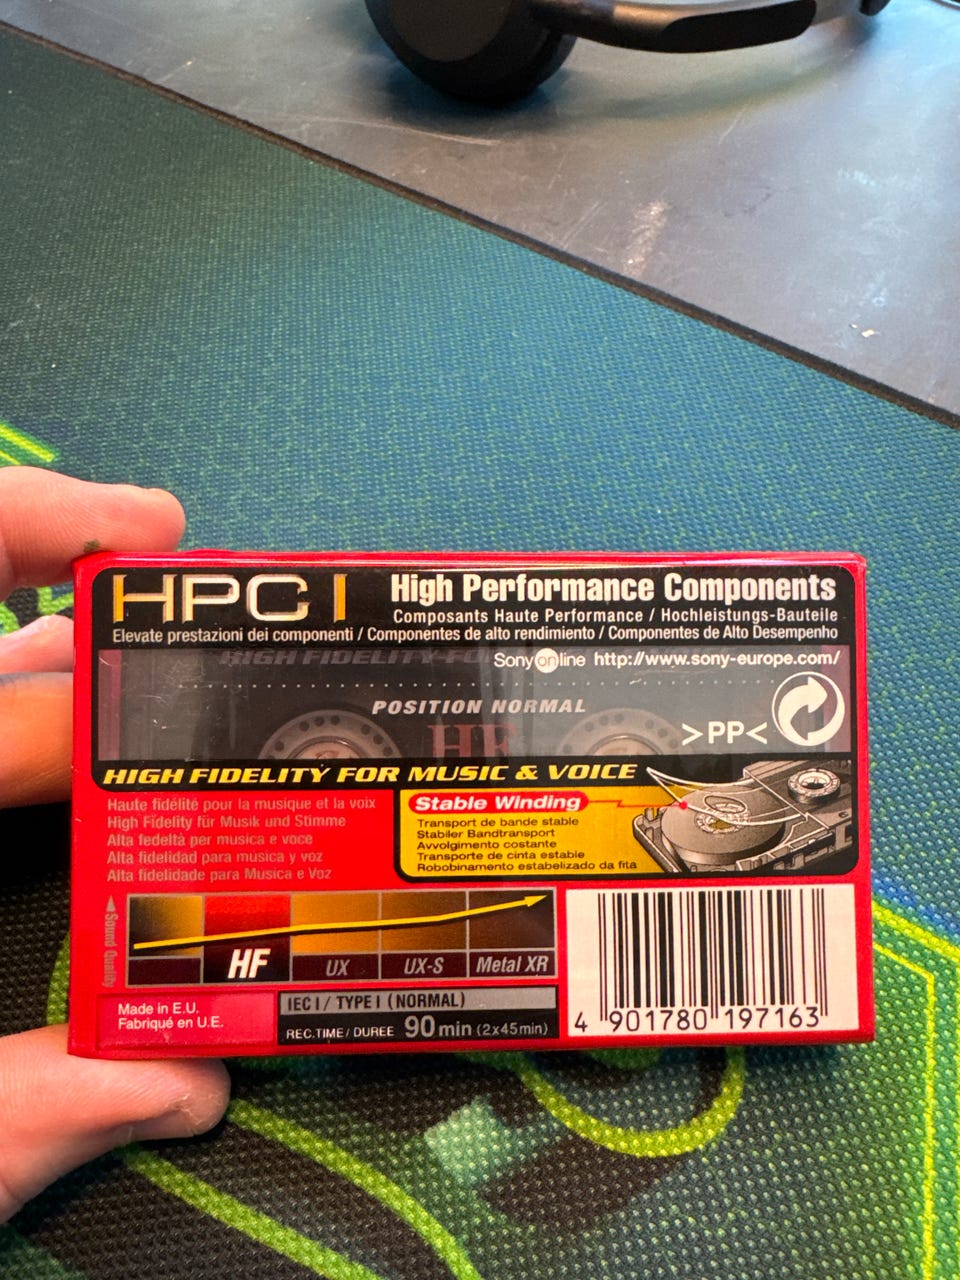 HPC I
High Performance Components
Composants Haute Performance / Hochleistungs-Bauteile
Elevate prestazioni dei componenti / Componentes de alto rendimiento / Componentes de Alto Desempenho
HIGH FIDELITY FO
Sony on line http://www.sony-europe.com/
POSITION NORMAL
HF
>PP<
HIGH FIDELITY FOR MUSIC & VOICE
Haute fidélité pour la musique et la voix
High Fidelity für Musik und Stimme
Alta fedeltà per musica e voce
Alta fidelidad para musica y voz
Alta fidelidade para Musica e Voz
Stable Winding
Transport de bande stable
Stabiler Bandtransport
Avvolgimento costante
Transporte de cinta estable
Robobinamento estabelizado da fita
Sound Quality
HF
UX
UX-S
Metal XR
Made in E.U.
Fabriqué en U.E.
IEC I / TYPE I (NORMAL)
REC.TIME/DUREE 90 min (2x45min)
4 901780 197163